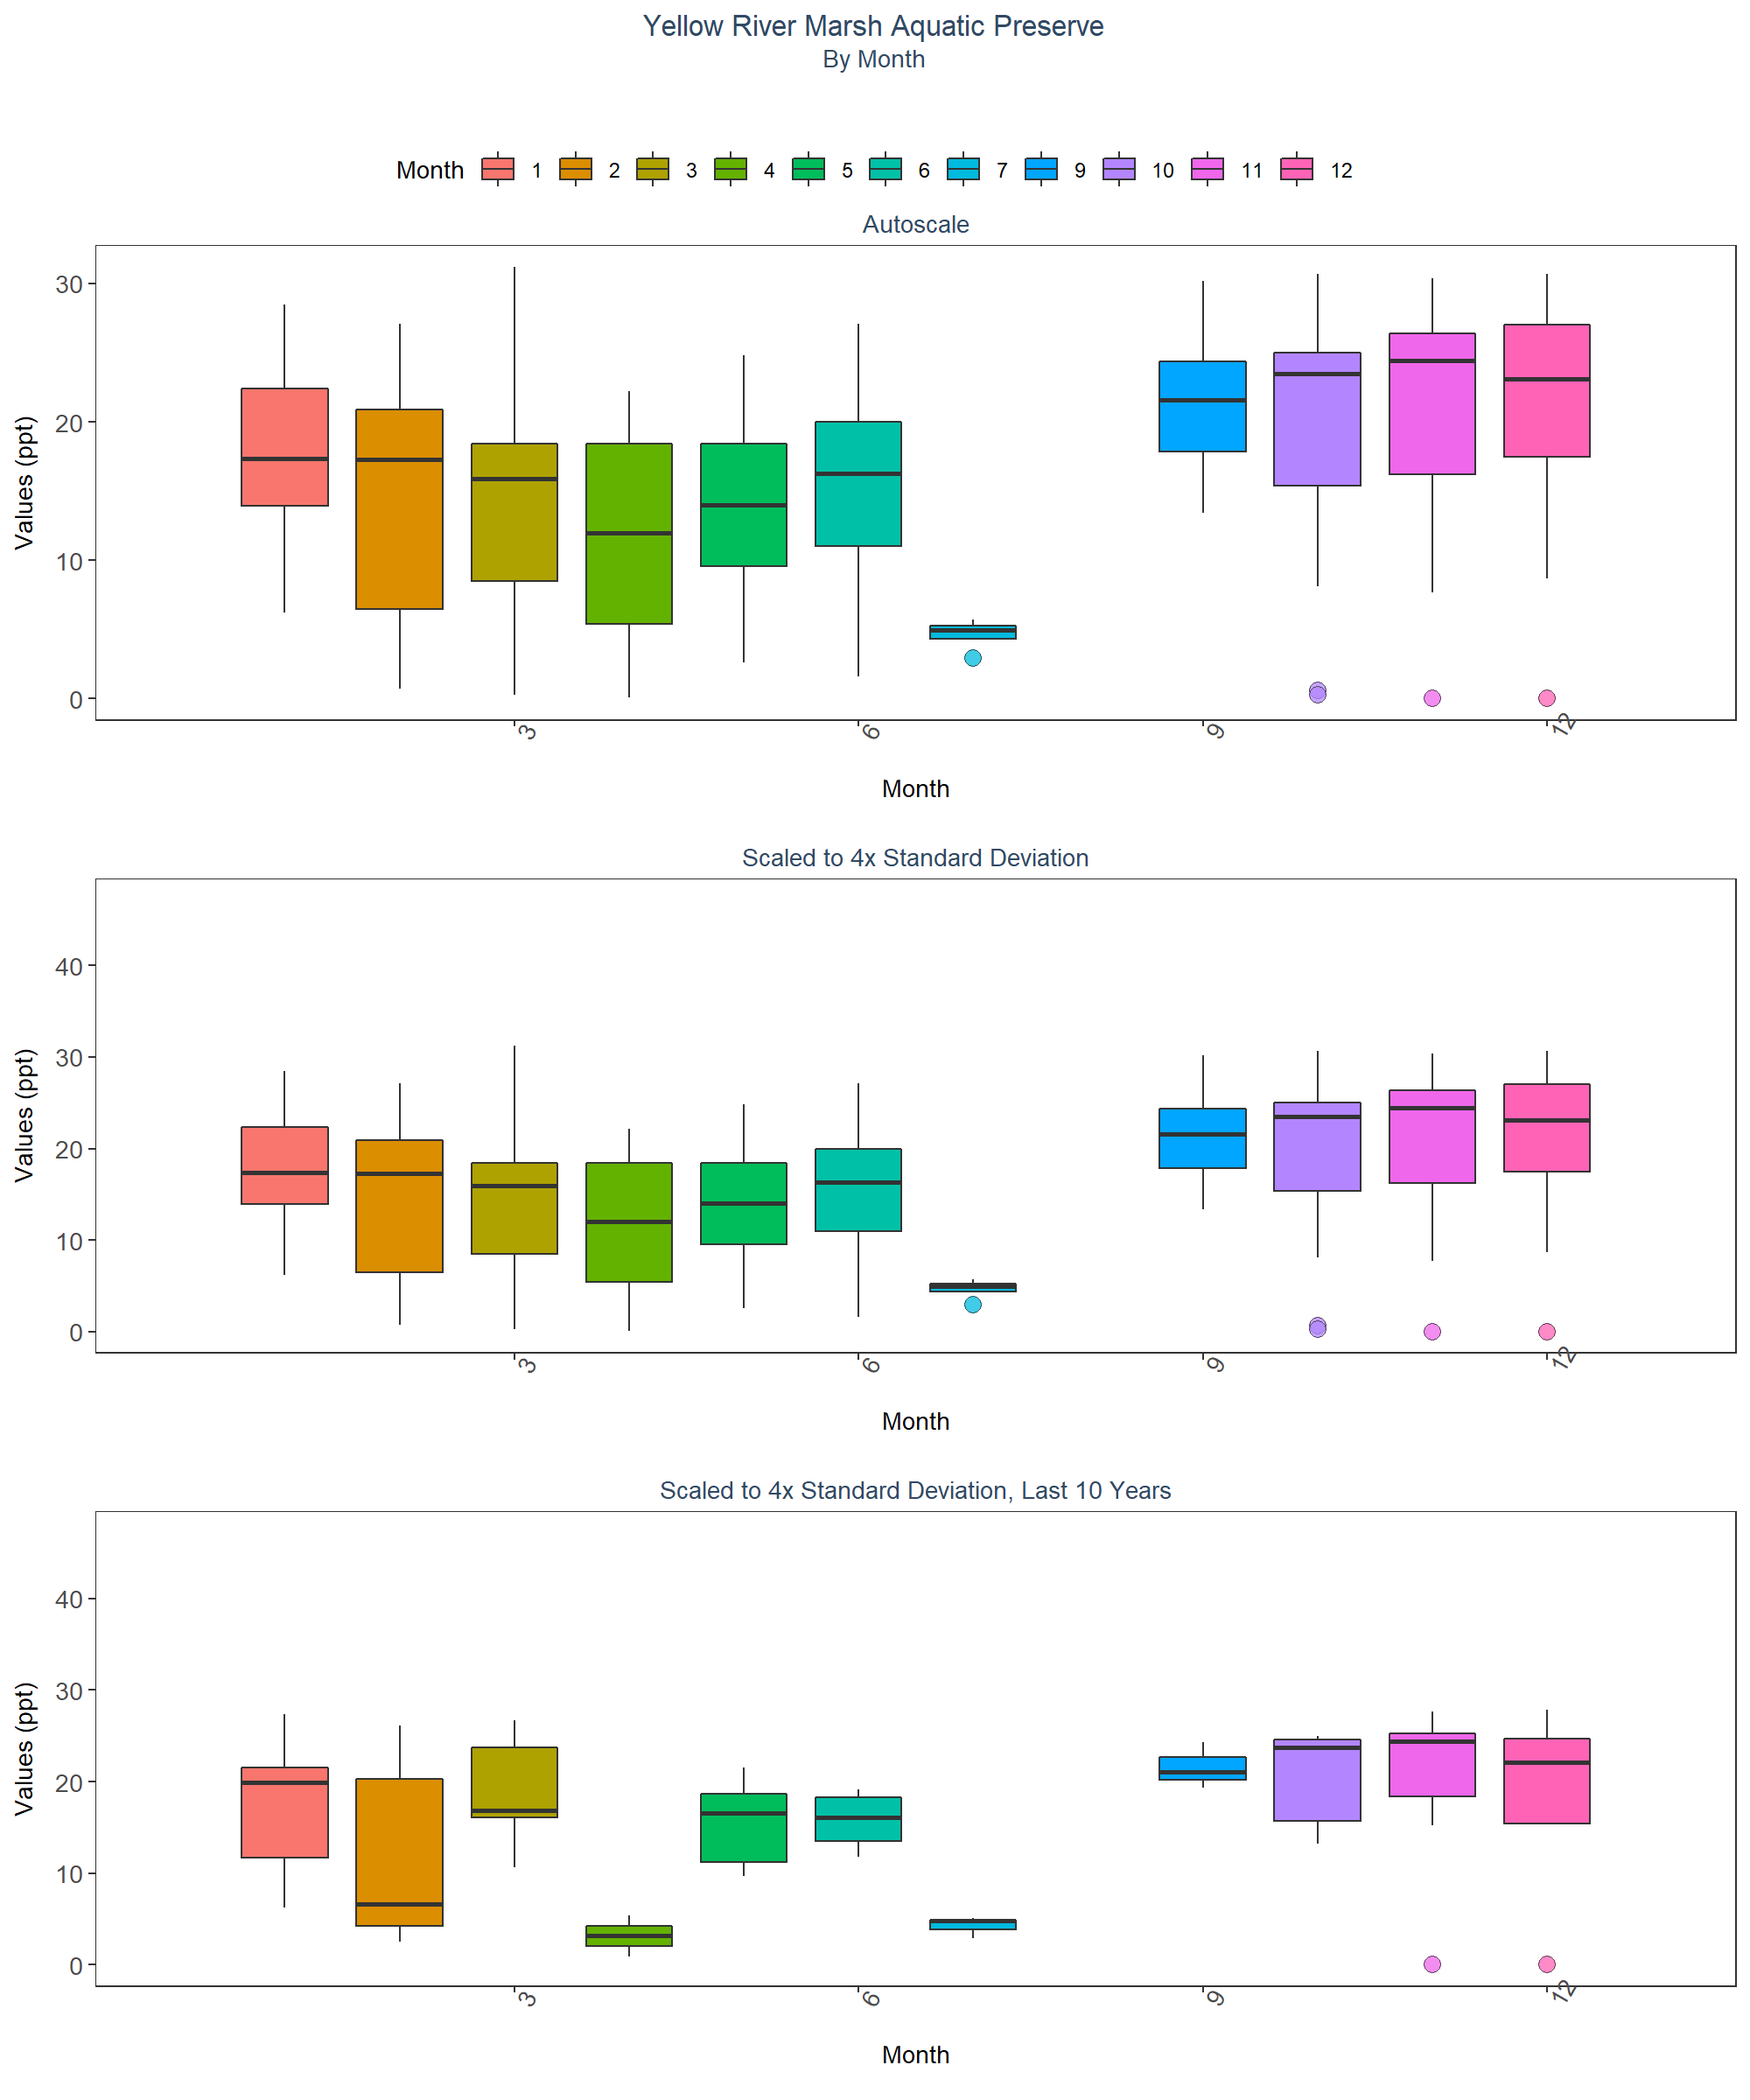 Yellow River Marsh Aquatic Preserve
By Month
Month 1 2 3 4 5 6 7 9 10 11 12
Autoscale
Values (ppt)
30
20
10
0
3 6 9 12
Month
Scaled to 4x Standard Deviation
Values (ppt)
40
30
20
10
0
3 6 9 12
Month
Scaled to 4x Standard Deviation, Last 10 Years
Values (ppt)
40
30
20
10
0
3 6 9 12
Month